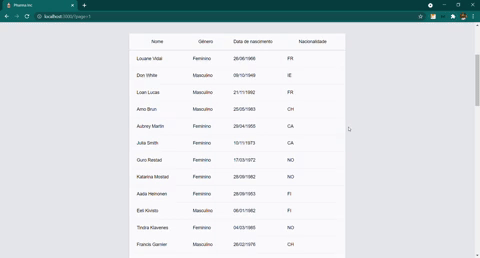 Pharma Inc
localhost:3000/?page=1
Nome Gênero Data de nascimento Nacionalidade
Louane Vidal Feminino 26/06/1966 FR
Don White Masculino 09/10/1949 IE
Loan Lucas Masculino 21/11/1992 FR
Arno Brun Masculino 20/05/1983 CH
Aubrey Martin Feminino 29/04/1955 CA
Julia Smith Feminino 10/11/1973 CA
Guro Rastad Feminino 17/03/1972 NO
Katarina Mostad Feminino 28/09/1982 NO
Aada Heinonen Feminino 28/09/1983 FI
Eeli Kivisto Masculino 06/01/1982 FI
Tindra Klavenes Feminino 04/03/1985 NO
Francis Garnier Masculino 28/02/1976 CH